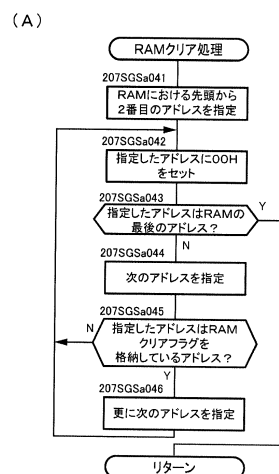 （A）
RAMクリア処理
207SGSa041
RAMにおける先頭から
2番目のアドレスを指定
207SGSa042
指定したアドレスに00H
をセット
207SGSa043
指定したアドレスはRAMの
最後のアドレス？
Y
N
207SGSa044
次のアドレスを指定
207SGSa045
指定したアドレスはRAM
クリアフラグを
格納しているアドレス？
N
Y
207SGSa046
更に次のアドレスを指定
リターン